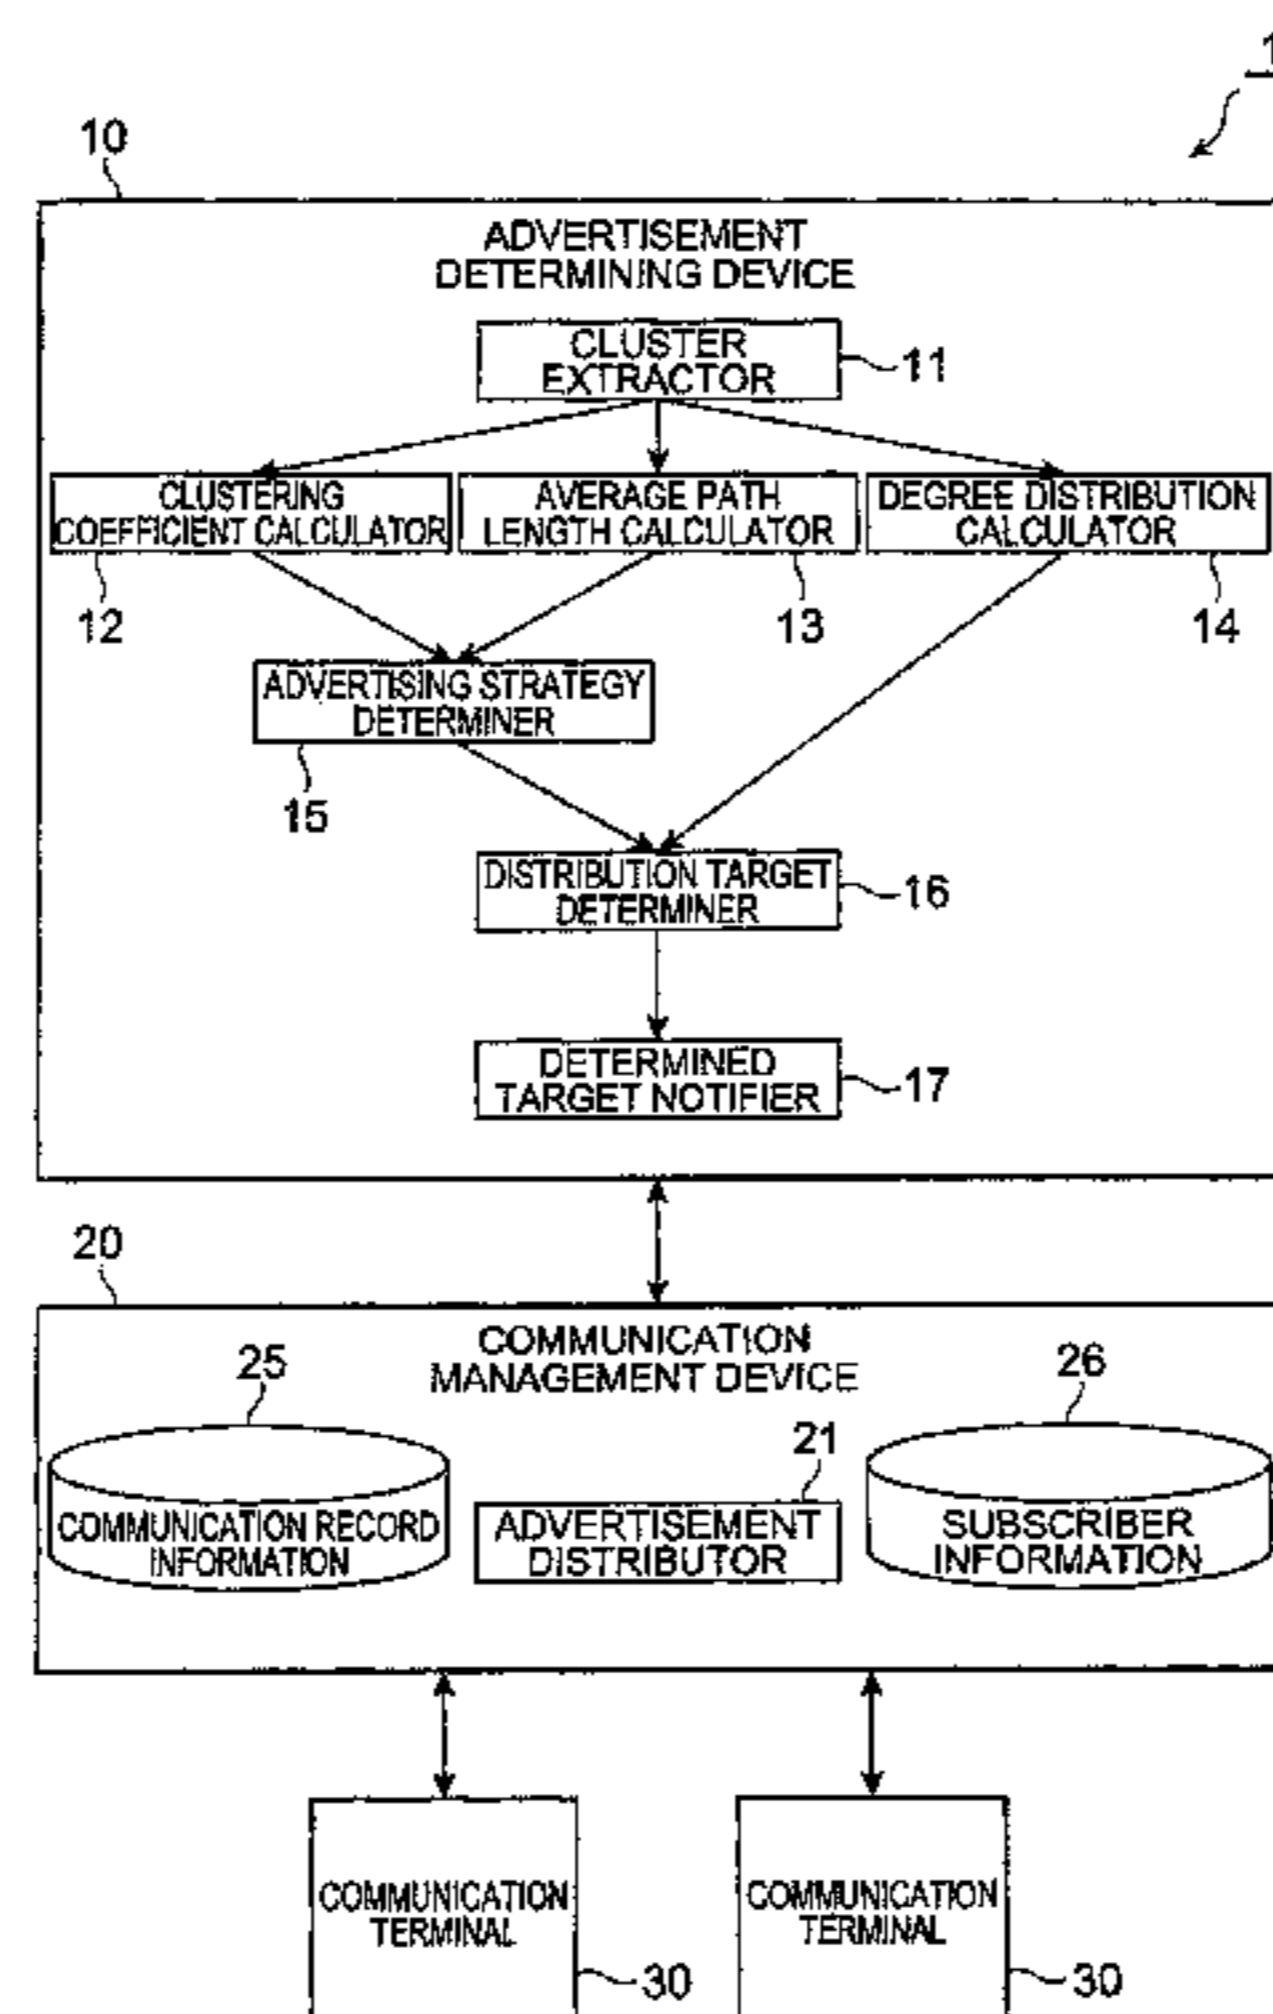 1
10
ADVERTISEMENT
DETERMINING DEVICE
CLUSTER
EXTRACTOR
11
CLUSTERING
COEFFICIENT CALCULATOR
AVERAGE PATH
LENGTH CALCULATOR
DEGREE DISTRIBUTION
CALCULATOR
12
13
14
ADVERTISING STRATEGY
DETERMINER
15
DISTRIBUTION TARGET
DETERMINER
16
DETERMINED
TARGET NOTIFIER
17
20
COMMUNICATION
MANAGEMENT DEVICE
25
COMMUNICATION RECORD
INFORMATION
21
ADVERTISEMENT
DISTRIBUTOR
26
SUBSCRIBER
INFORMATION
COMMUNICATION
TERMINAL
30
COMMUNICATION
TERMINAL
30